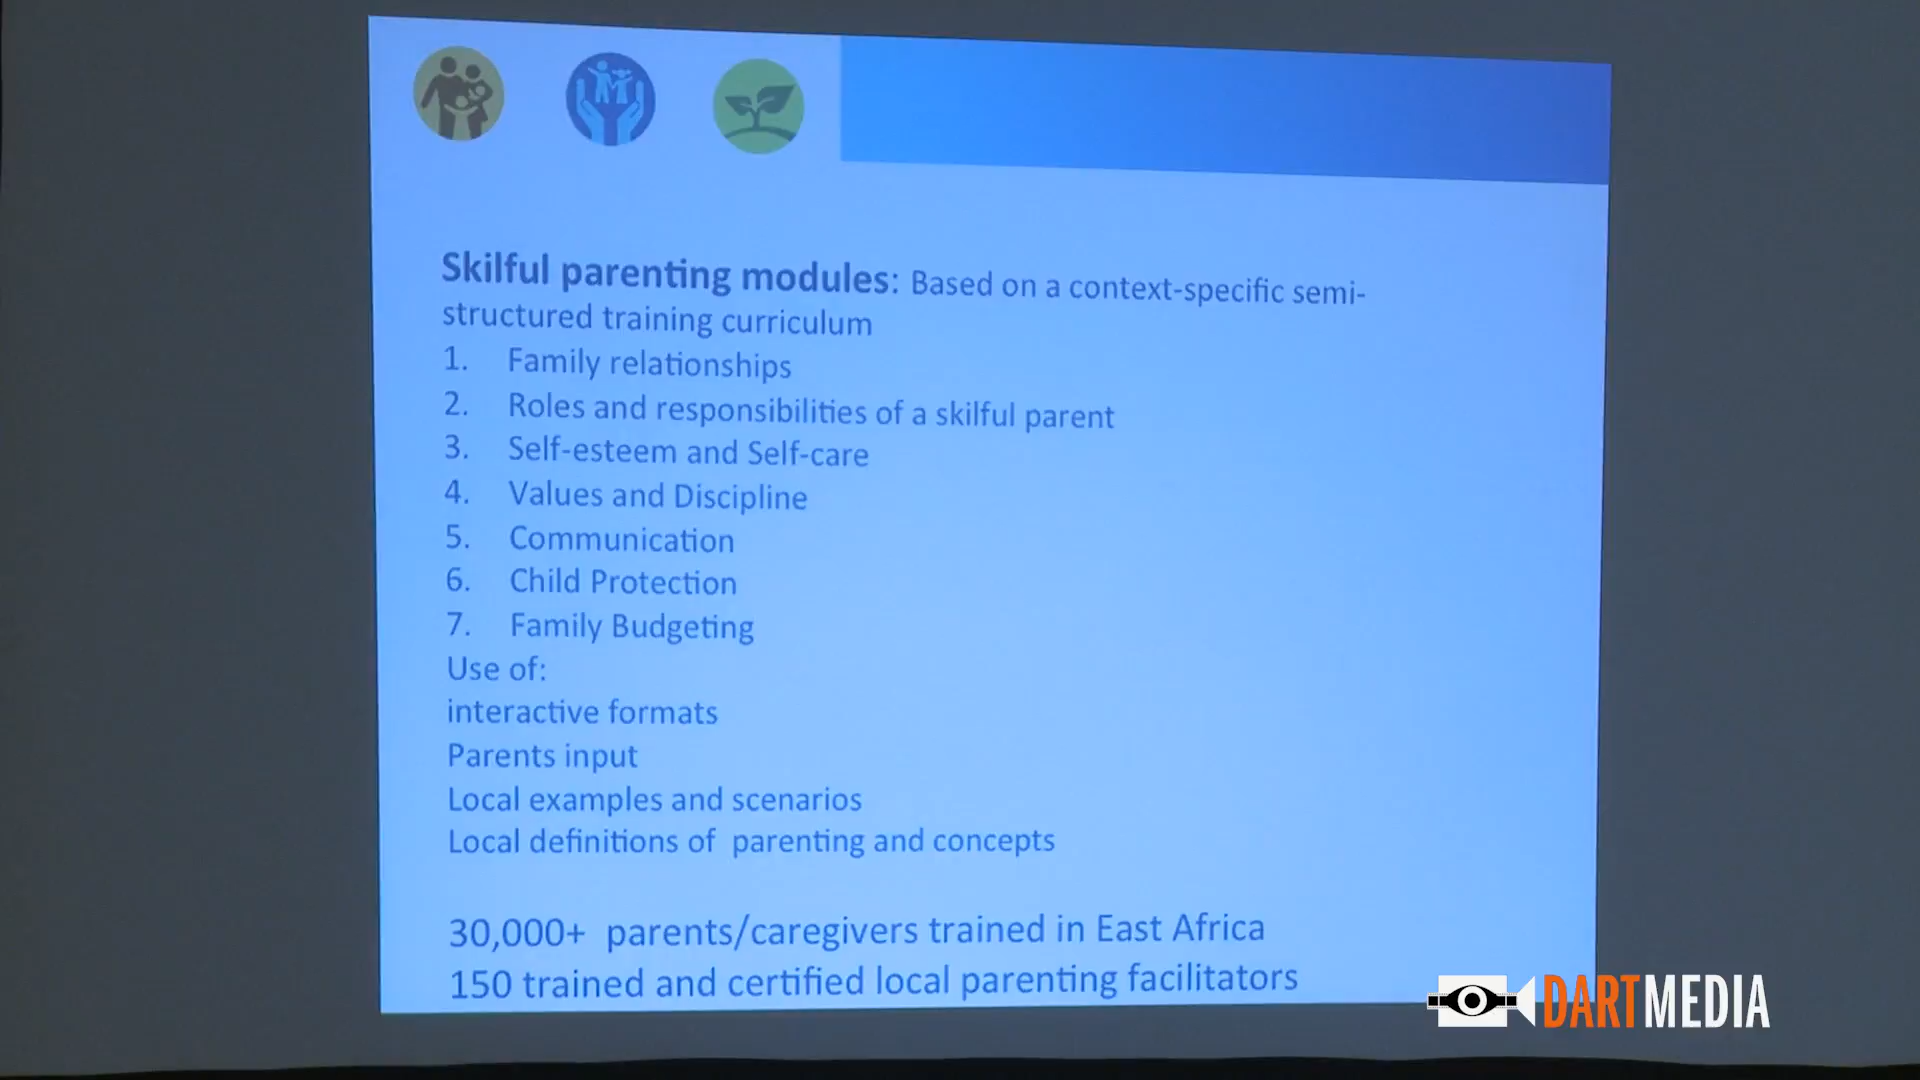 Skilful parenting modules: Based on a context-specific semi-
structured training curriculum
1. Family relationships
2. Roles and responsibilities of a skilful parent
3. Self-esteem and Self-care
4. Values and Discipline
5. Communication
6. Child Protection
7. Family Budgeting
Use of:
interactive formats
Parents input
Local examples and scenarios
Local definitions of parenting and concepts
30,000+ parents/caregivers trained in East Africa
150 trained and certified local parenting facilitators
DARTMEDIA